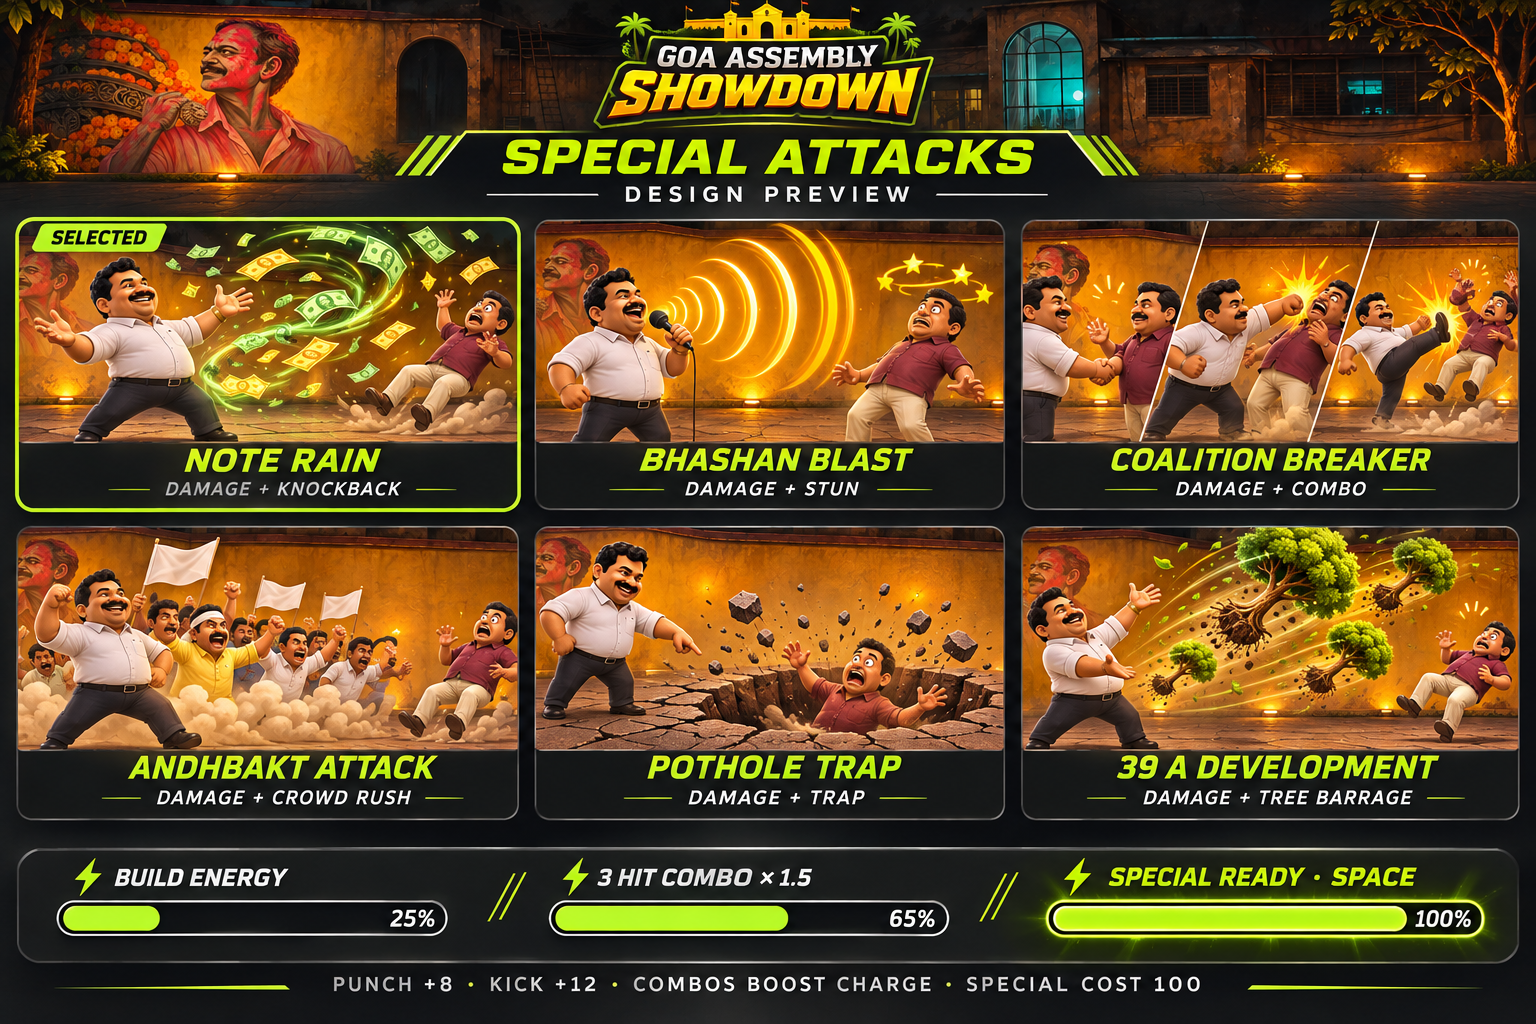 GOA ASSEMBLY
SHOWDOWN
SPECIAL ATTACKS
DESIGN PREVIEW
SELECTED
NOTE RAIN
DAMAGE + KNOCKBACK
BHASHAN BLAST
DAMAGE + STUN
COALITION BREAKER
DAMAGE + COMBO
ANDHBAKT ATTACK
DAMAGE + CROWD RUSH
POTHOLE TRAP
DAMAGE + TRAP
39 A DEVELOPMENT
DAMAGE + TREE BARRAGE
BUILD ENERGY
25%
3 HIT COMBO × 1.5
65%
SPECIAL READY · SPACE
100%
PUNCH +8 · KICK +12 · COMBOS BOOST CHARGE · SPECIAL COST 100